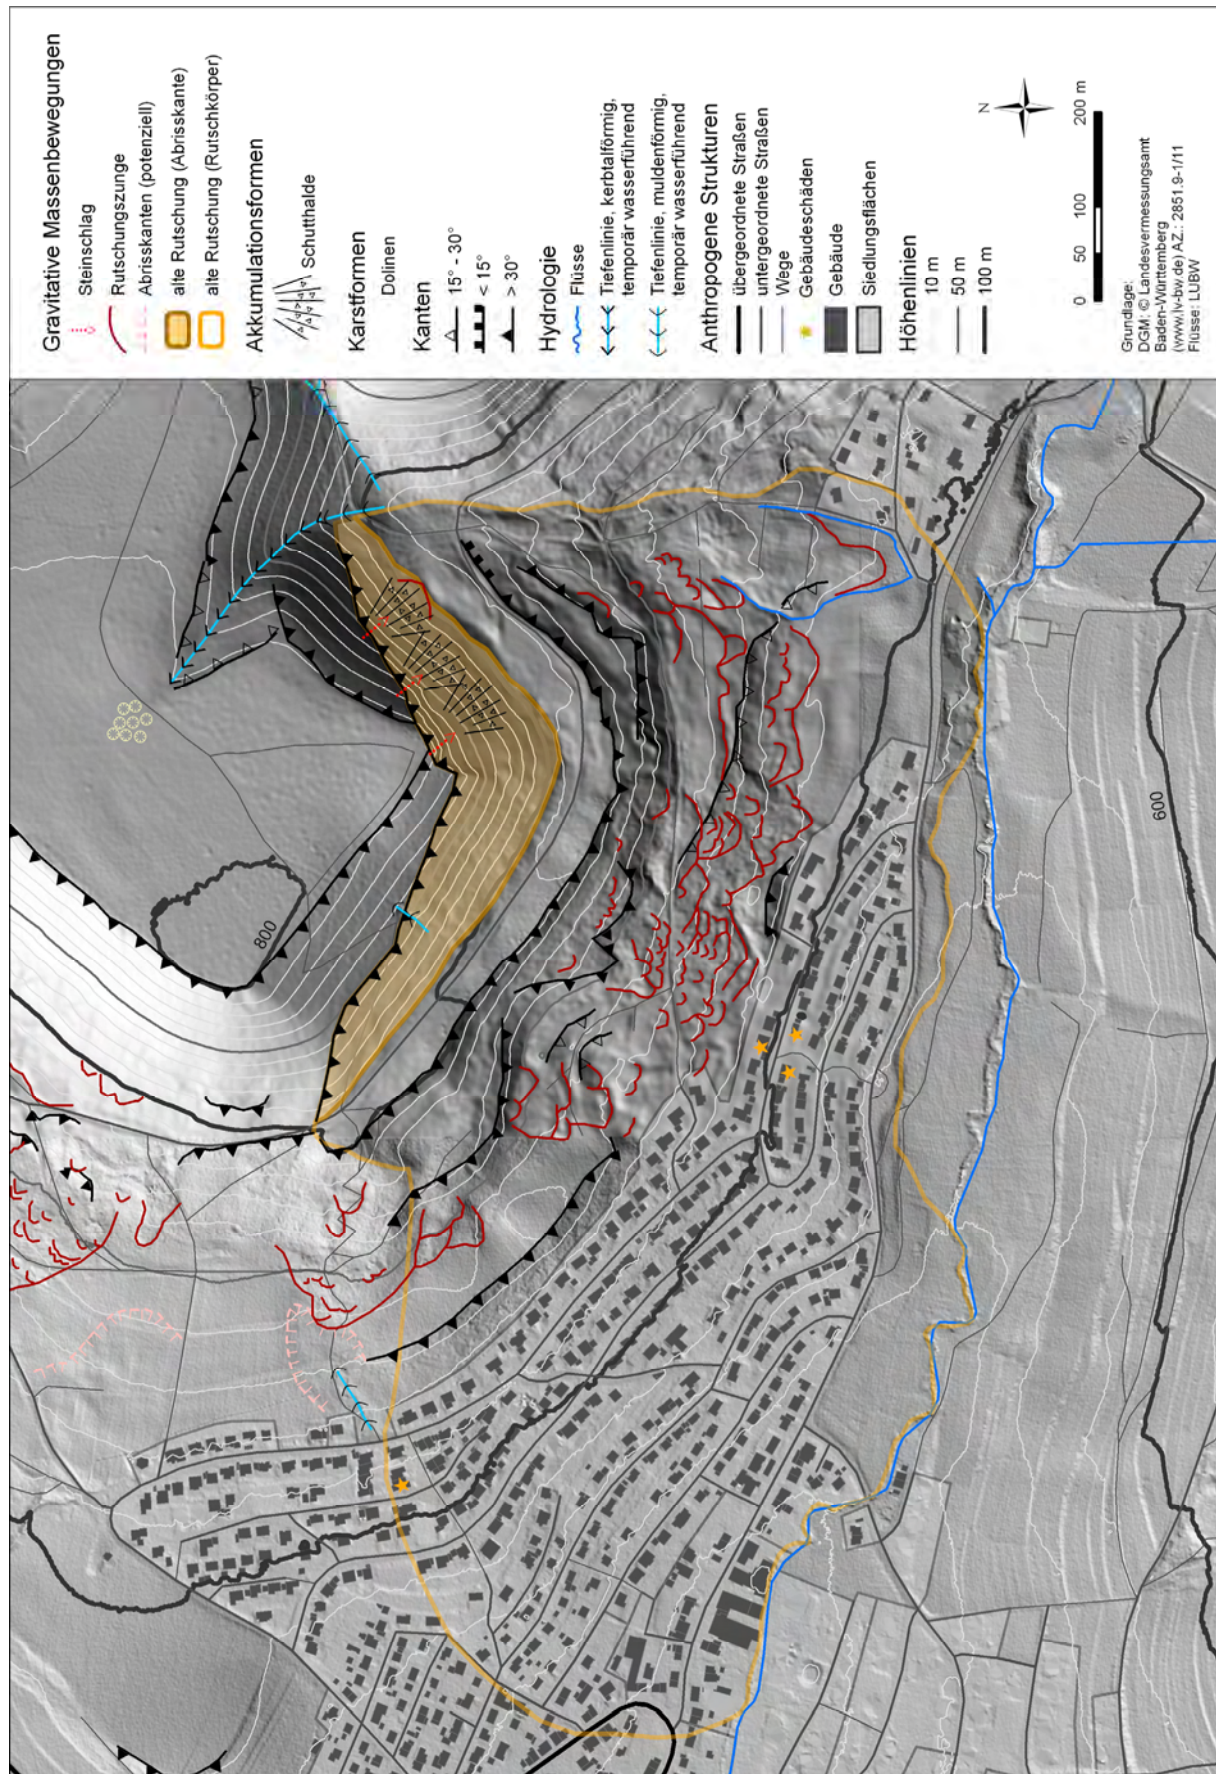 Gravitative Massenbewegungen
Steinschlag
Rutschungszunge
Abrisskanten (potenziell)
alte Rutschung (Abrisskante)
alte Rutschung (Rutschkörper)
Akkumulationsformen
Schutthalde
Karstformen
Dolinen
Kanten
15° - 30°
< 15°
> 30°
Hydrologie
Flüsse
Tiefenlinie, kerbtalförmig,
temporär wasserführend
Tiefenlinie, muldenförmig,
temporär wasserführend
Anthropogene Strukturen
übergeordnete Straßen
untergeordnete Straßen
Wege
Gebäudeschäden
Gebäude
Siedlungsflächen
Höhenlinien
10 m
50 m
100 m
N
0 50 100 200 m
Grundlage:
DGM: © Landesvermessungsamt
Baden-Württemberg
(www.lv-bw.de) AZ.: 2851.9-1/11
Flüsse: LUBW
800
600